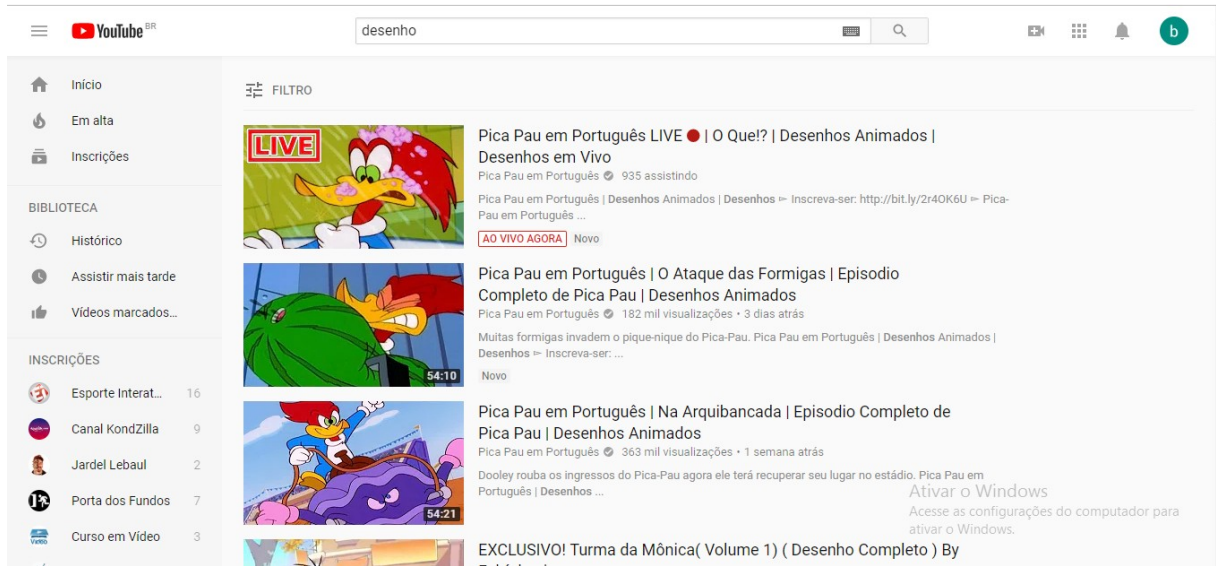 YouTube BR
desenho
b
Início
Em alta
Inscrições
BIBLIOTECA
Histórico
Assistir mais tarde
Vídeos marcados...
INSCRIÇÕES
Esporte Interat... 16
Canal KondZilla 9
Jardel Lebaul 2
Porta dos Fundos 7
Curso em Vídeo 3
FILTRO
LIVE
Pica Pau em Português LIVE | O Que!? | Desenhos Animados |
Desenhos em Vivo
Pica Pau em Português 935 assistindo
Pica Pau em Português | Desenhos Animados | Desenhos ► Inscreva-ser: http://bit.ly/2r4OK6U ► Pica-
Pau em Português ...
AO VIVO AGORA Novo
54:10
Pica Pau em Português | O Ataque das Formigas | Episodio
Completo de Pica Pau | Desenhos Animados
Pica Pau em Português 182 mil visualizações • 3 dias atrás
Muitas formigas invadem o pique-nique do Pica-Pau. Pica Pau em Português | Desenhos Animados |
Desenhos ► Inscreva-ser: ...
Novo
54:21
Pica Pau em Português | Na Arquibancada | Episodio Completo de
Pica Pau | Desenhos Animados
Pica Pau em Português 363 mil visualizações • 1 semana atrás
Dooley rouba os ingressos do Pica-Pau agora ele terá recuperar seu lugar no estádio. Pica Pau em
Português | Desenhos ...
EXCLUSIVO! Turma da Mônica( Volume 1) ( Desenho Completo ) By
Ativar o Windows
Acesse as configurações do computador para
ativar o Windows.